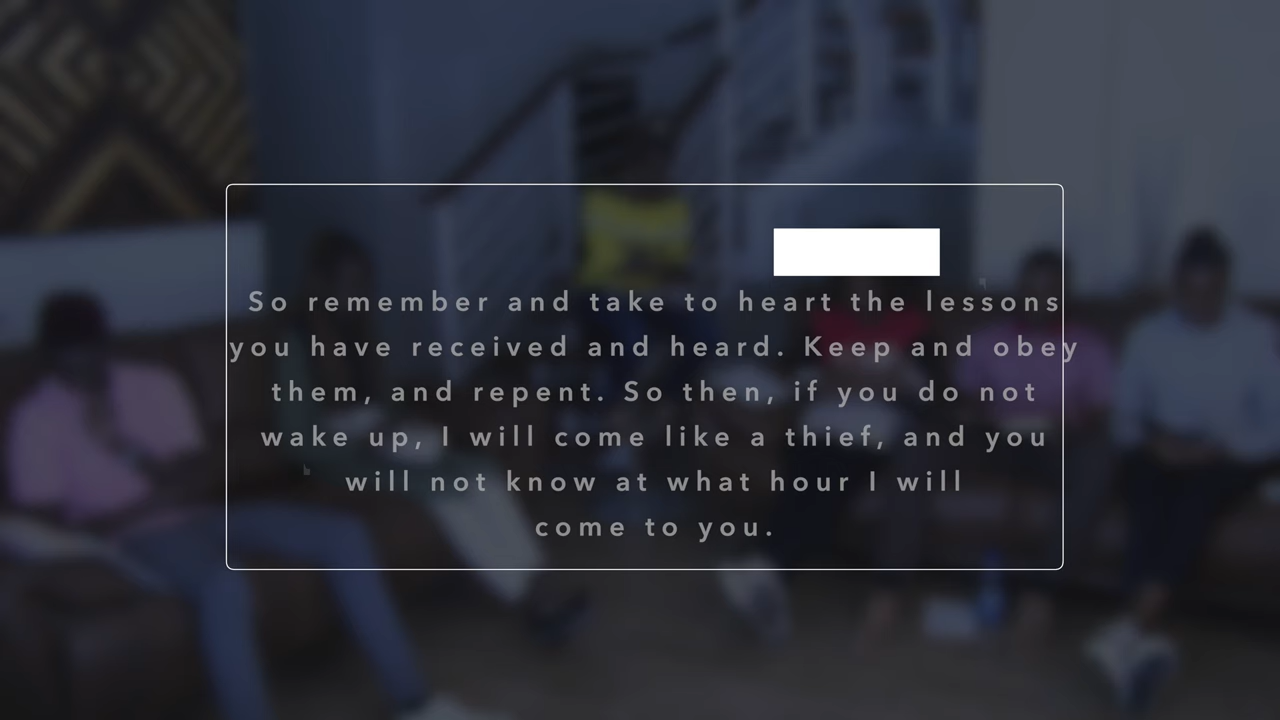 So remember and take to heart the lessons
you have received and heard. Keep and obey
them, and repent. So then, if you do not
wake up, I will come like a thief, and you
will not know at what hour I will
come to you.